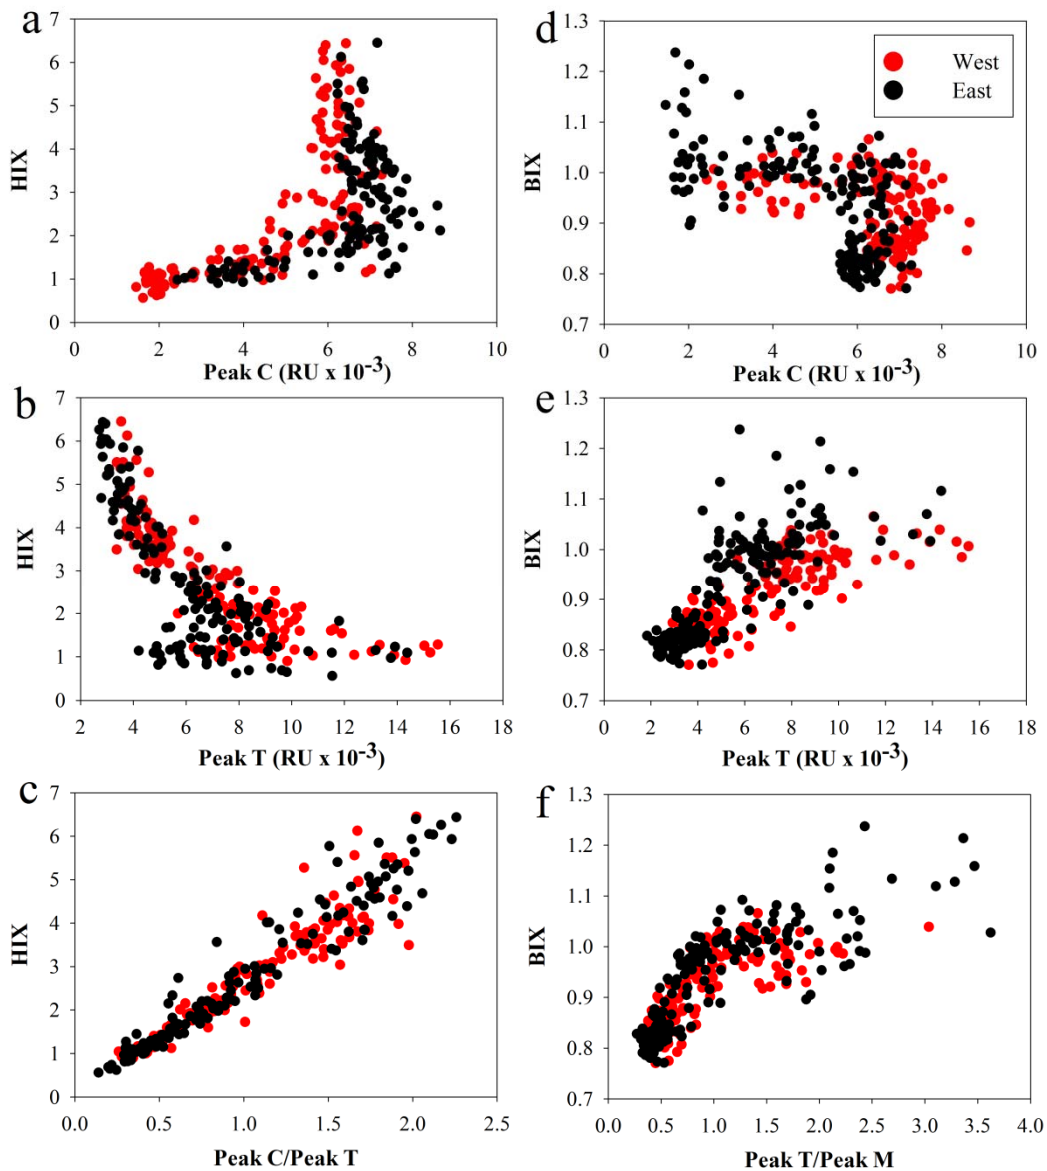 a
7
6
5
4
3
2
1
0
HIX
0 2 4 6 8 10
Peak C (RU x 10-3)
d
1.3
1.2
1.1
1.0
0.9
0.8
0.7
BIX
West
East
0 2 4 6 8 10
Peak C (RU x 10-3)
b
7
6
5
4
3
2
1
0
HIX
2 4 6 8 10 12 14 16 18
Peak T (RU x 10-3)
e
1.3
1.2
1.1
1.0
0.9
0.8
0.7
BIX
0 2 4 6 8 10 12 14 16 18
Peak T (RU x 10-3)
c
7
6
5
4
3
2
1
0
HIX
0.0 0.5 1.0 1.5 2.0 2.5
Peak C/Peak T
f
1.3
1.2
1.1
1.0
0.9
0.8
0.7
BIX
0.0 0.5 1.0 1.5 2.0 2.5 3.0 3.5 4.0
Peak T/Peak M